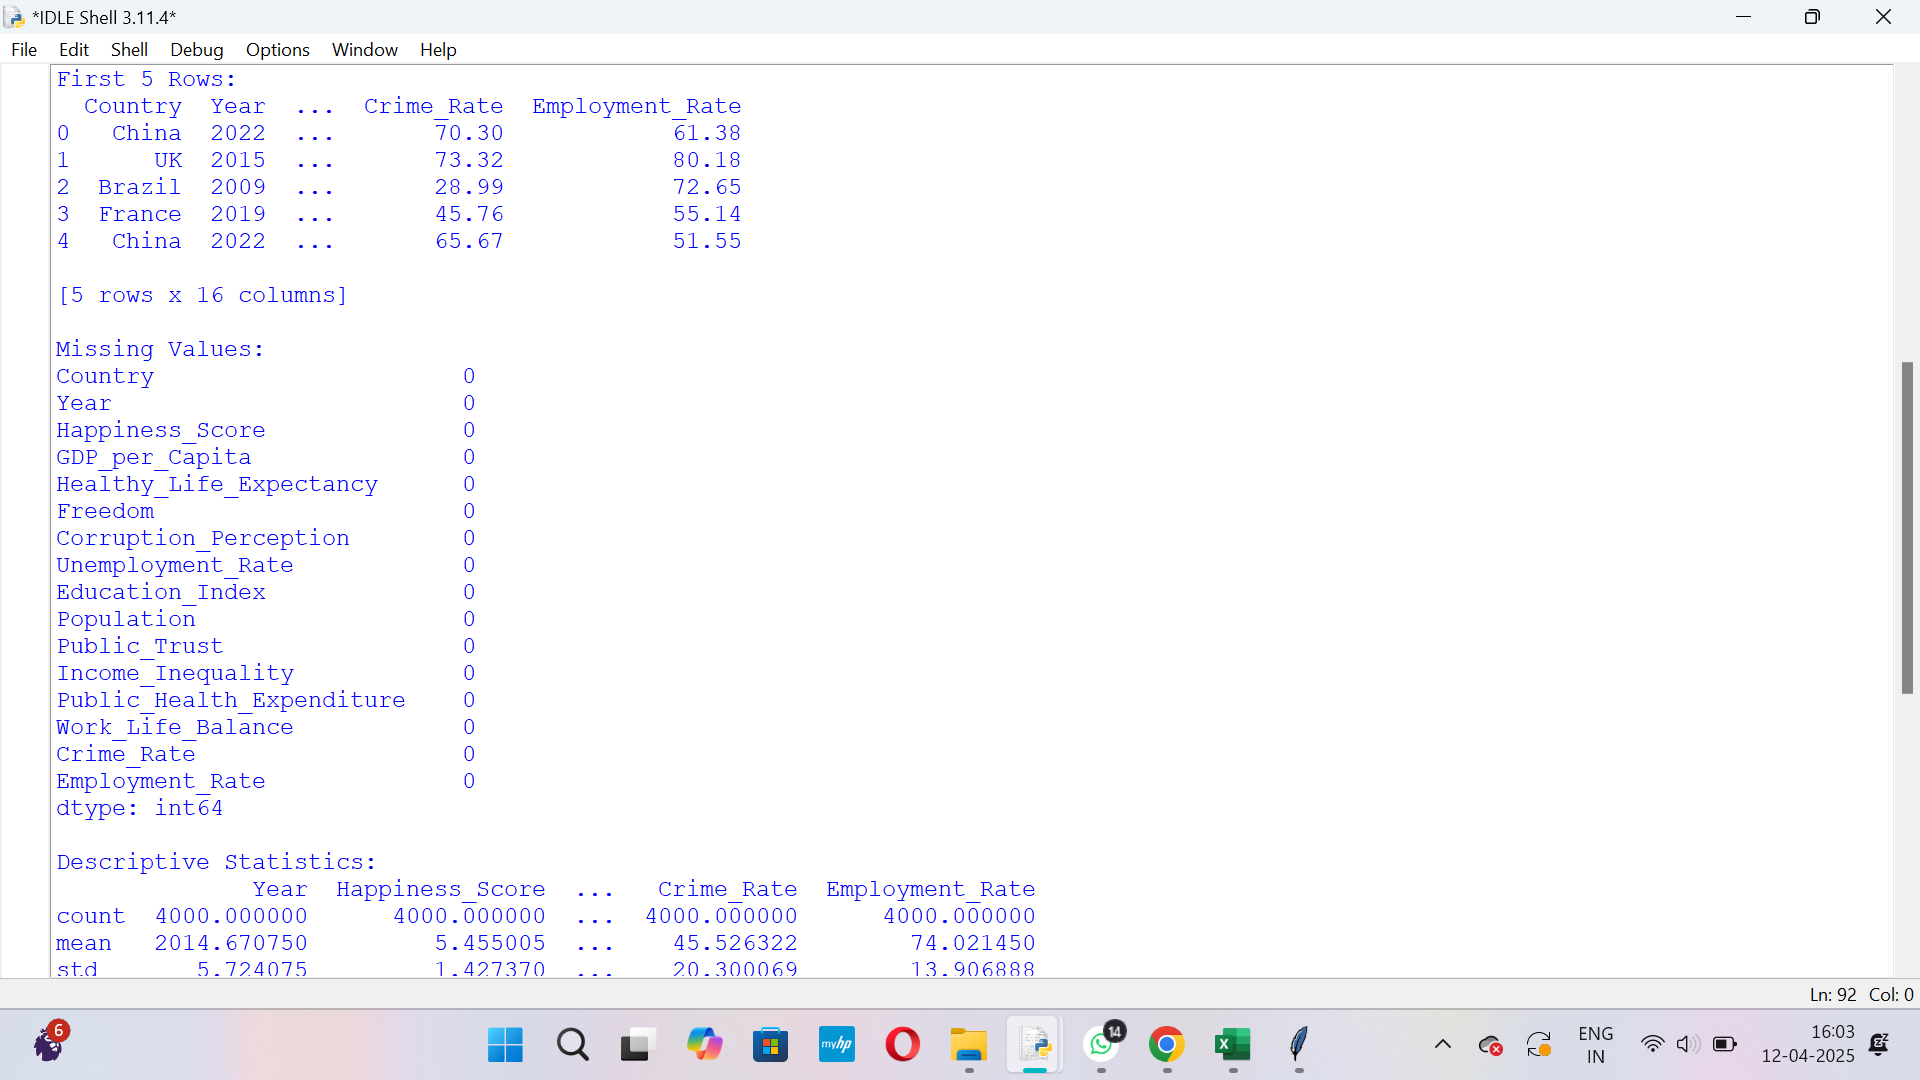 *IDLE Shell 3.11.4*
File Edit Shell Debug Options Window Help
First 5 Rows:
  Country  Year  ...  Crime_Rate  Employment_Rate
0   China  2022  ...       70.30            61.38
1      UK  2015  ...       73.32            80.18
2  Brazil  2009  ...       28.99            72.65
3  France  2019  ...       45.76            55.14
4   China  2022  ...       65.67            51.55
[5 rows x 16 columns]
Missing Values:
Country                      0
Year                         0
Happiness_Score              0
GDP_per_Capita               0
Healthy_Life_Expectancy      0
Freedom                      0
Corruption_Perception        0
Unemployment_Rate            0
Education_Index              0
Population                   0
Public_Trust                 0
Income_Inequality            0
Public_Health_Expenditure    0
Work_Life_Balance            0
Crime_Rate                   0
Employment_Rate              0
dtype: int64
Descriptive Statistics:
              Year  Happiness_Score  ...   Crime_Rate  Employment_Rate
count  4000.000000      4000.000000  ...  4000.000000      4000.000000
mean   2014.670750         5.455005  ...    45.526322        74.021450
std       5.724075         1.427370  ...    20.300069        13.906888
Ln: 92 Col: 0
6
myhp
14
ENG
IN
16:03
12-04-2025